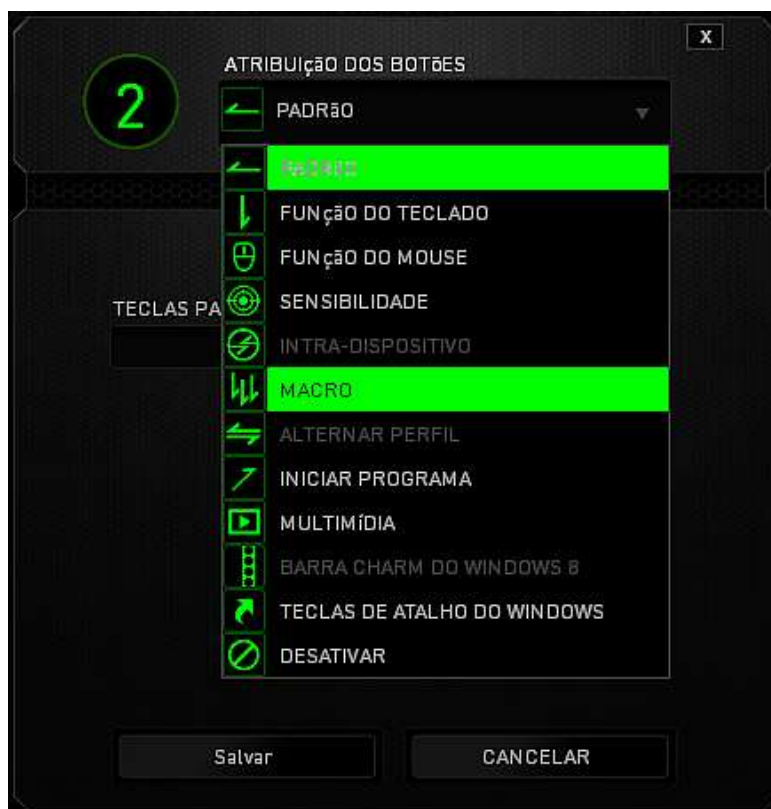 X
ATRIBUIçãO DOS BOTõES
2
PADRãO
PADRãO
FUNçãO DO TECLADO
FUNçãO DO MOUSE
SENSIBILIDADE
TECLAS PA
INTRA-DISPOSITIVO
MACRO
ALTERNAR PERFIL
INICIAR PROGRAMA
MULTIMíDIA
BARRA CHARM DO WINDOWS 8
TECLAS DE ATALHO DO WINDOWS
DESATIVAR
Salvar
CANCELAR